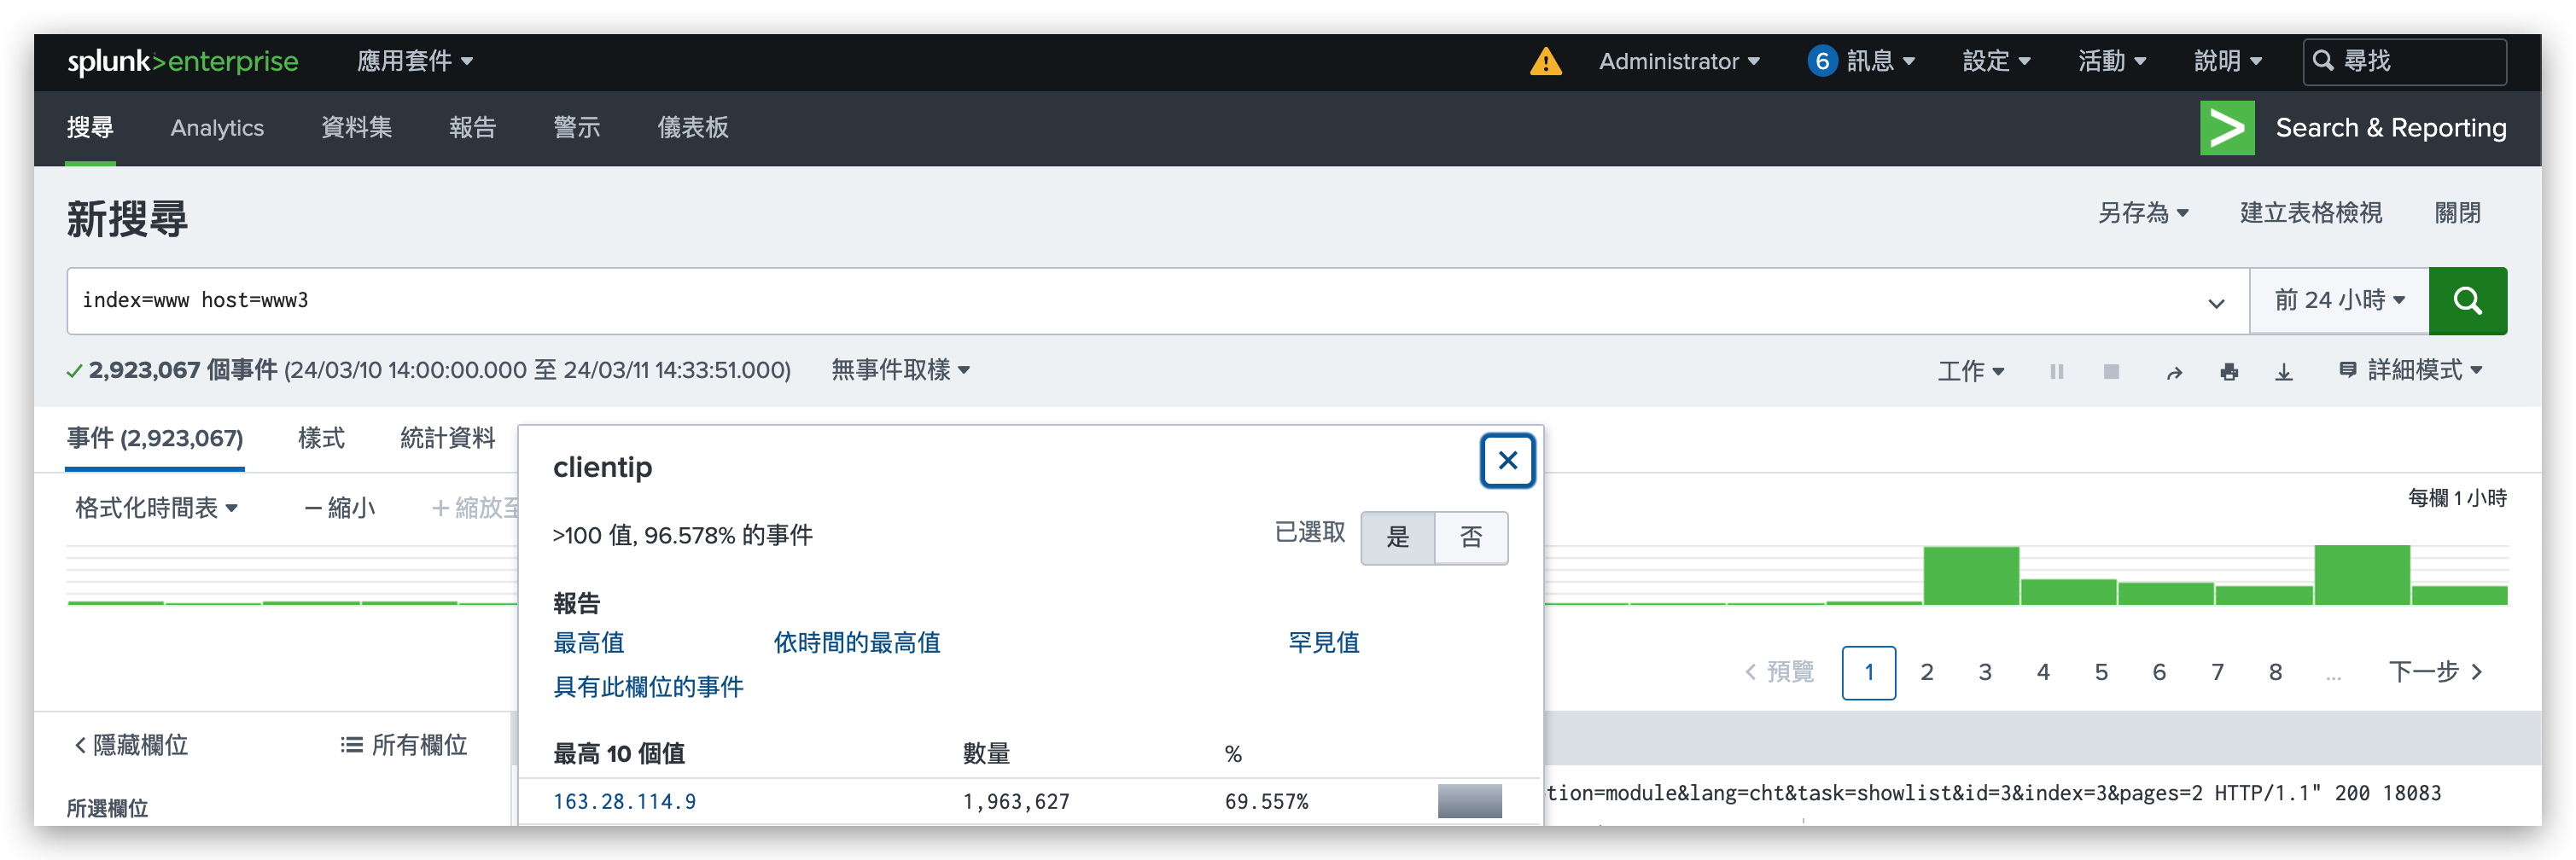 splunk>enterprise 應用套件 Administrator 6 訊息 設定 活動 說明 尋找
搜尋 Analytics 資料集 報告 警示 儀表板 Search & Reporting
新搜尋 另存為 建立表格檢視 關閉
index=www host=www3 前 24 小時
2,923,067 個事件 (24/03/10 14:00:00.000 至 24/03/11 14:33:51.000) 無事件取樣 工作 詳細模式
事件 (2,923,067) 樣式 統計資料
clientip
格式化時間表 − 縮小 + 縮放至 每欄 1 小時
>100 值, 96.578% 的事件 已選取 是 否
報告
最高值 依時間的最高值 罕見值
< 預覽 1 2 3 4 5 6 7 8 ... 下一步 >
具有此欄位的事件
< 隱藏欄位 所有欄位
最高 10 個值 數量 %
163.28.114.9 1,963,627 69.557%
tion=module&lang=cht&task=showlist&id=3&index=3&pages=2 HTTP/1.1" 200 18083
所選欄位